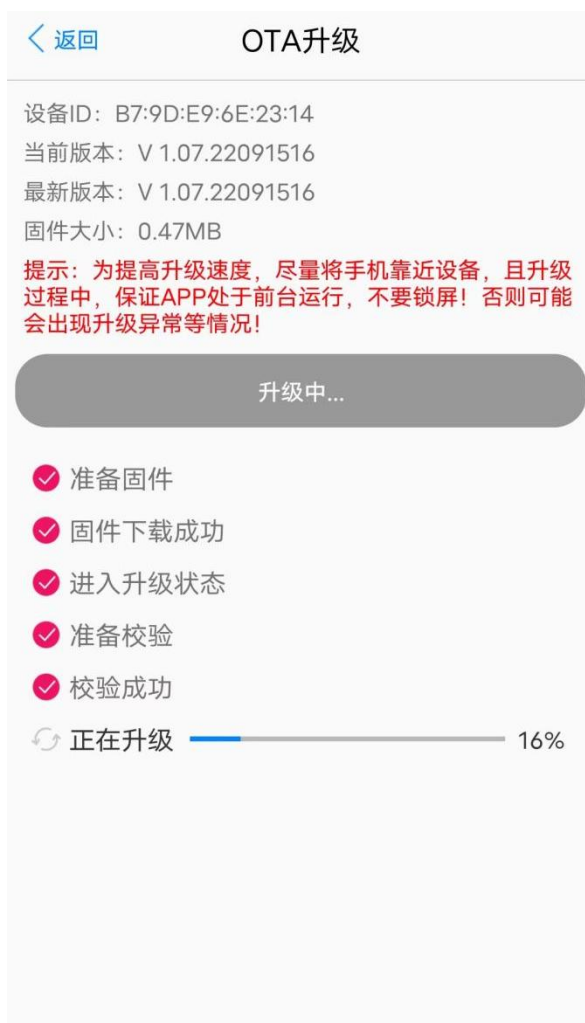 返回
OTA升级
设备ID：B7:9D:E9:6E:23:14
当前版本：V 1.07.22091516
最新版本：V 1.07.22091516
固件大小：0.47MB
提示：为提高升级速度，尽量将手机靠近设备，且升级
过程中，保证APP处于前台运行，不要锁屏！否则可能
会出现升级异常等情况！
升级中...
准备固件
固件下载成功
进入升级状态
准备校验
校验成功
正在升级 16%